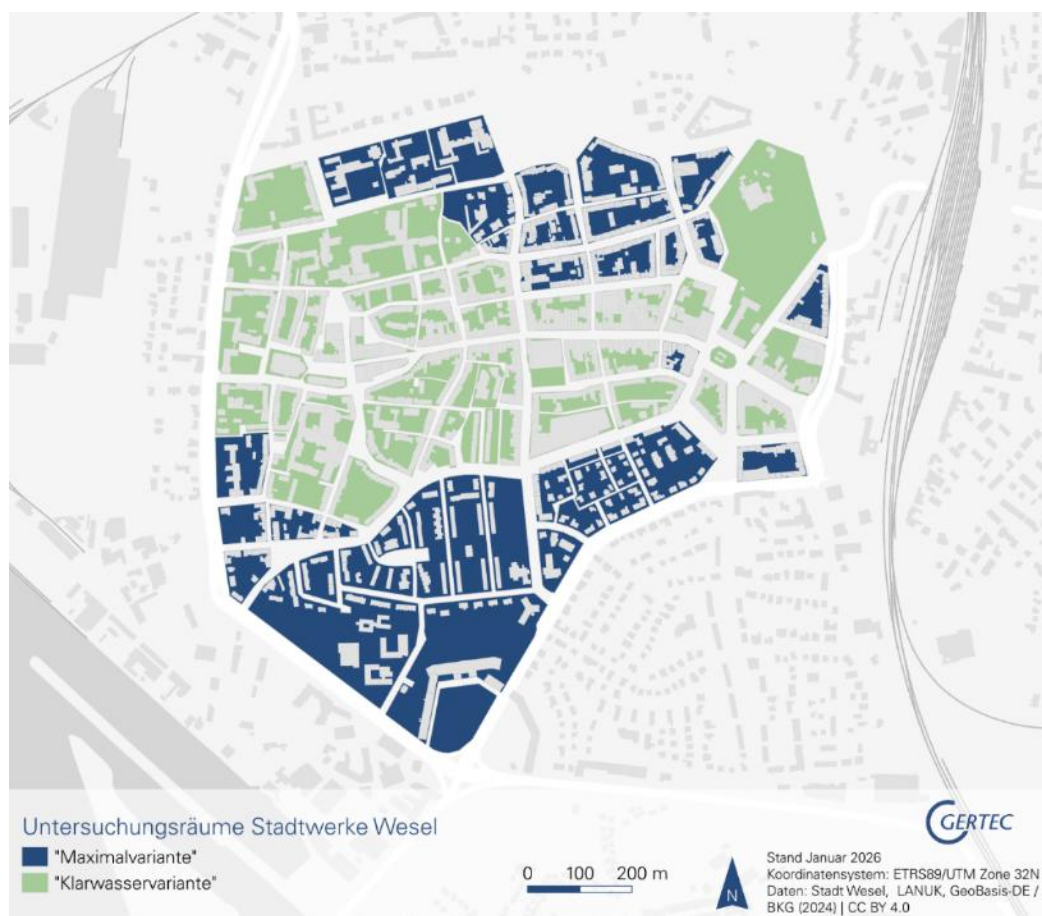 Untersuchungsräume Stadtwerke Wesel
"Maximalvariante"
"Klarwasservariante"
0 100 200 m
N
GERTEC
Stand Januar 2026
Koordinatensystem: ETRS89/UTM Zone 32N
Daten: Stadt Wesel, LANUK, GeoBasis-DE /
BKG (2024) | CC BY 4.0